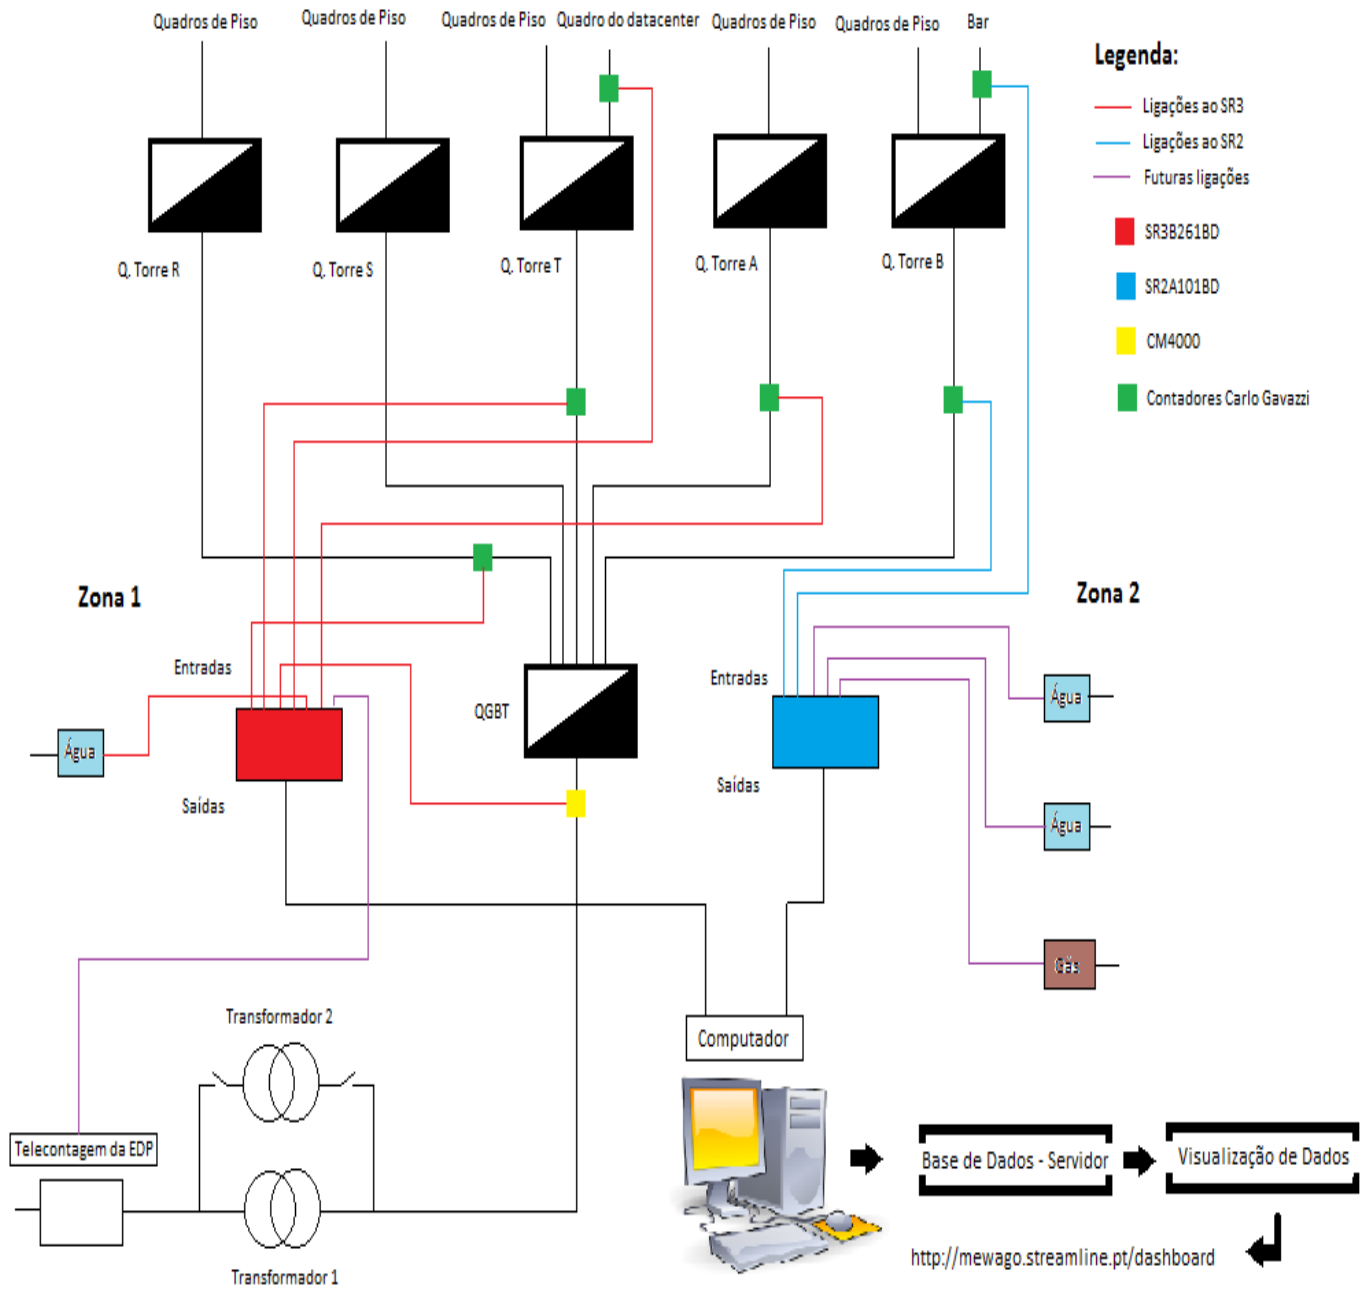 Quadros de Piso
Quadros de Piso
Quadros de Piso
Quadro do datacenter
Quadros de Piso
Quadros de Piso
Bar
Legenda:
Ligações ao SR3
Ligações ao SR2
Futuras ligações
SR3B261BD
SR2A101BD
CM4000
Contadores Carlo Gavazzi
Q. Torre R
Q. Torre S
Q. Torre T
Q. Torre A
Q. Torre B
Zona 1
Zona 2
Entradas
Entradas
QGBT
Água
Água
Saídas
Saídas
Água
Gás
Transformador 2
Computador
Telecontagem da EDP
Base de Dados - Servidor
Visualização de Dados
http://mewago.streamline.pt/dashboard
Transformador 1